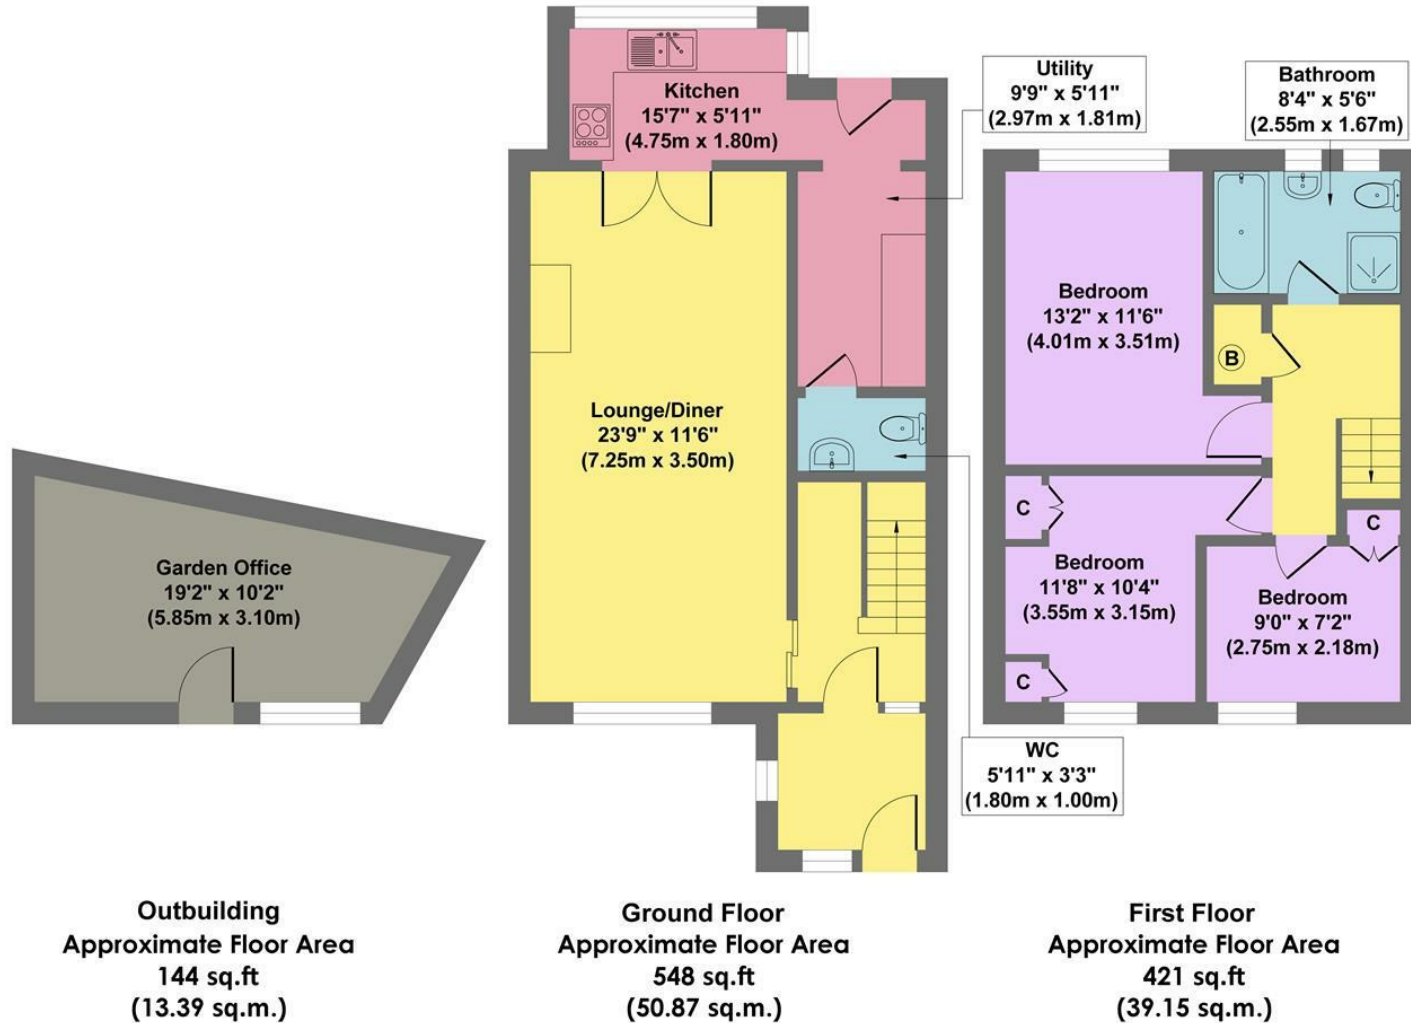 Kitchen
15'7" x 5'11"
(4.75m x 1.80m)
Utility
9'9" x 5'11"
(2.97m x 1.81m)
Bathroom
8'4" x 5'6"
(2.55m x 1.67m)
Bedroom
13'2" x 11'6"
(4.01m x 3.51m)
B
Lounge/Diner
23'9" x 11'6"
(7.25m x 3.50m)
C
C
Garden Office
19'2" x 10'2"
(5.85m x 3.10m)
Bedroom
11'8" x 10'4"
(3.55m x 3.15m)
Bedroom
9'0" x 7'2"
(2.75m x 2.18m)
C
WC
5'11" x 3'3"
(1.80m x 1.00m)
Outbuilding
Approximate Floor Area
144 sq.ft
(13.39 sq.m.)
Ground Floor
Approximate Floor Area
548 sq.ft
(50.87 sq.m.)
First Floor
Approximate Floor Area
421 sq.ft
(39.15 sq.m.)